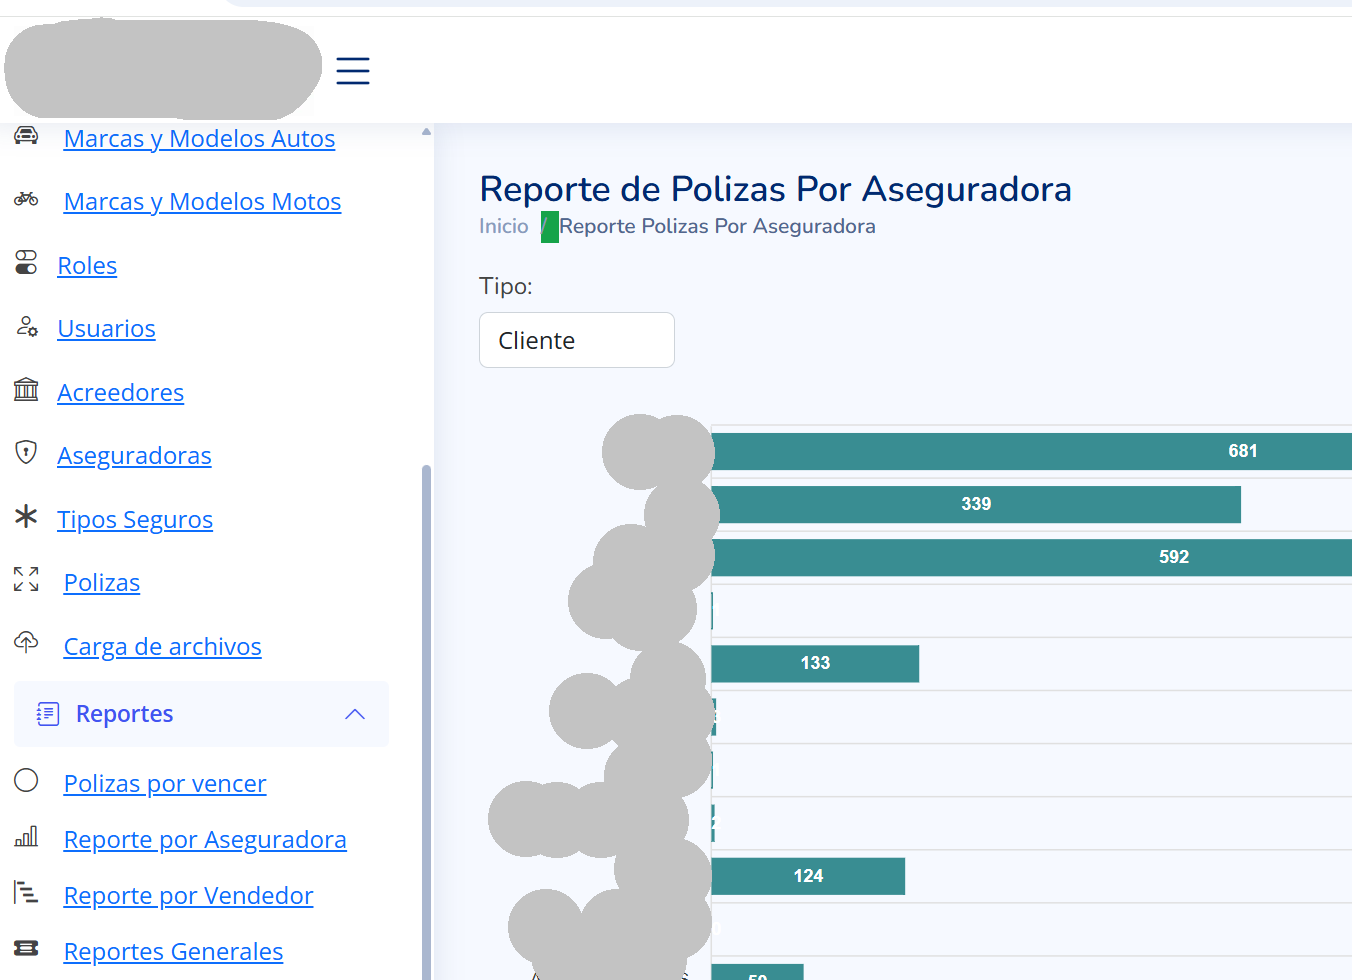 Marcas y Modelos Autos
Marcas y Modelos Motos
Roles
Usuarios
Acreedores
Aseguradoras
Tipos Seguros
Polizas
Carga de archivos
Reportes
Polizas por vencer
Reporte por Aseguradora
Reporte por Vendedor
Reportes Generales
Reporte de Polizas Por Aseguradora
Inicio / Reporte Polizas Por Aseguradora
Tipo:
Cliente
681
339
592
133
124